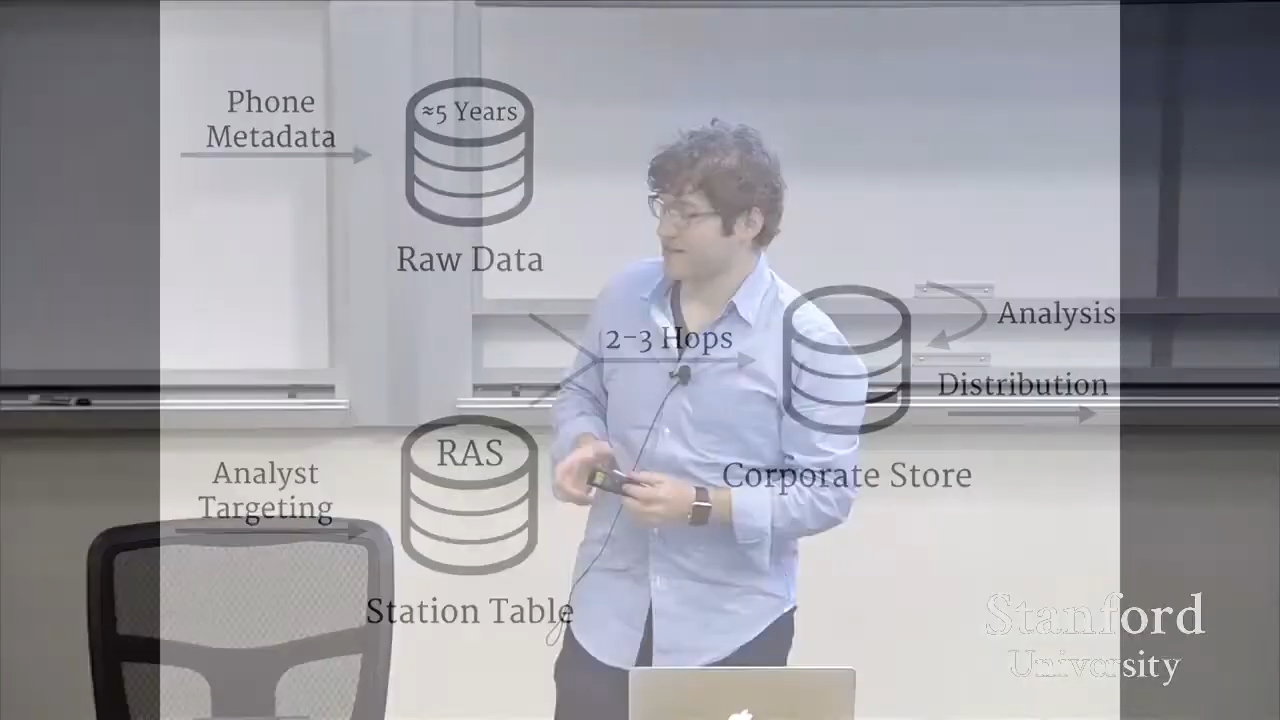 Phone
Metadata
≈5 Years
Raw Data
2-3 Hops
Analysis
Distribution
Corporate Store
Analyst
Targeting
RAS
Station Table
Stanford
University